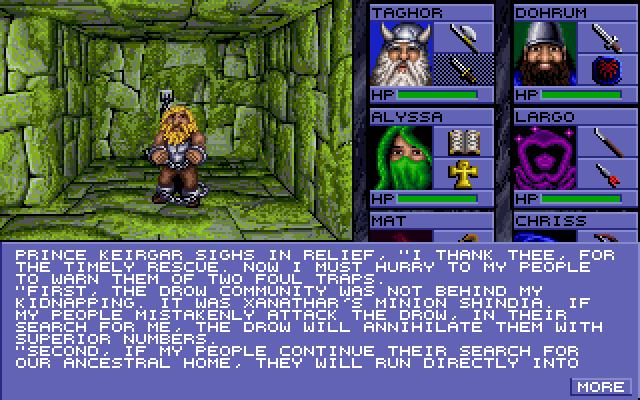 TAGHOR
DOHRUM
HP
HP
ALYSSA
LARGO
HP
HP
MAT
CHRISS
PRINCE KEIRGAR SIGHS IN RELIEF, "I THANK THEE, FOR
THE TIMELY RESCUE. NOW I MUST HURRY TO MY PEOPLE
TO WARN THEM OF TWO FOUL TRAPS.
"FIRST, THE DROW COMMUNITY WAS NOT BEHIND MY
KIDNAPPING. IT WAS XANATHAR'S MINION SHINDIA. IF
MY PEOPLE MISTAKENLY ATTACK THE DROW, IN THEIR
SEARCH FOR ME, THE DROW WILL ANNIHILATE THEM WITH
SUPERIOR NUMBERS.
"SECOND, IF MY PEOPLE CONTINUE THEIR SEARCH FOR
OUR ANCESTRAL HOME, THEY WILL RUN DIRECTLY INTO
MORE